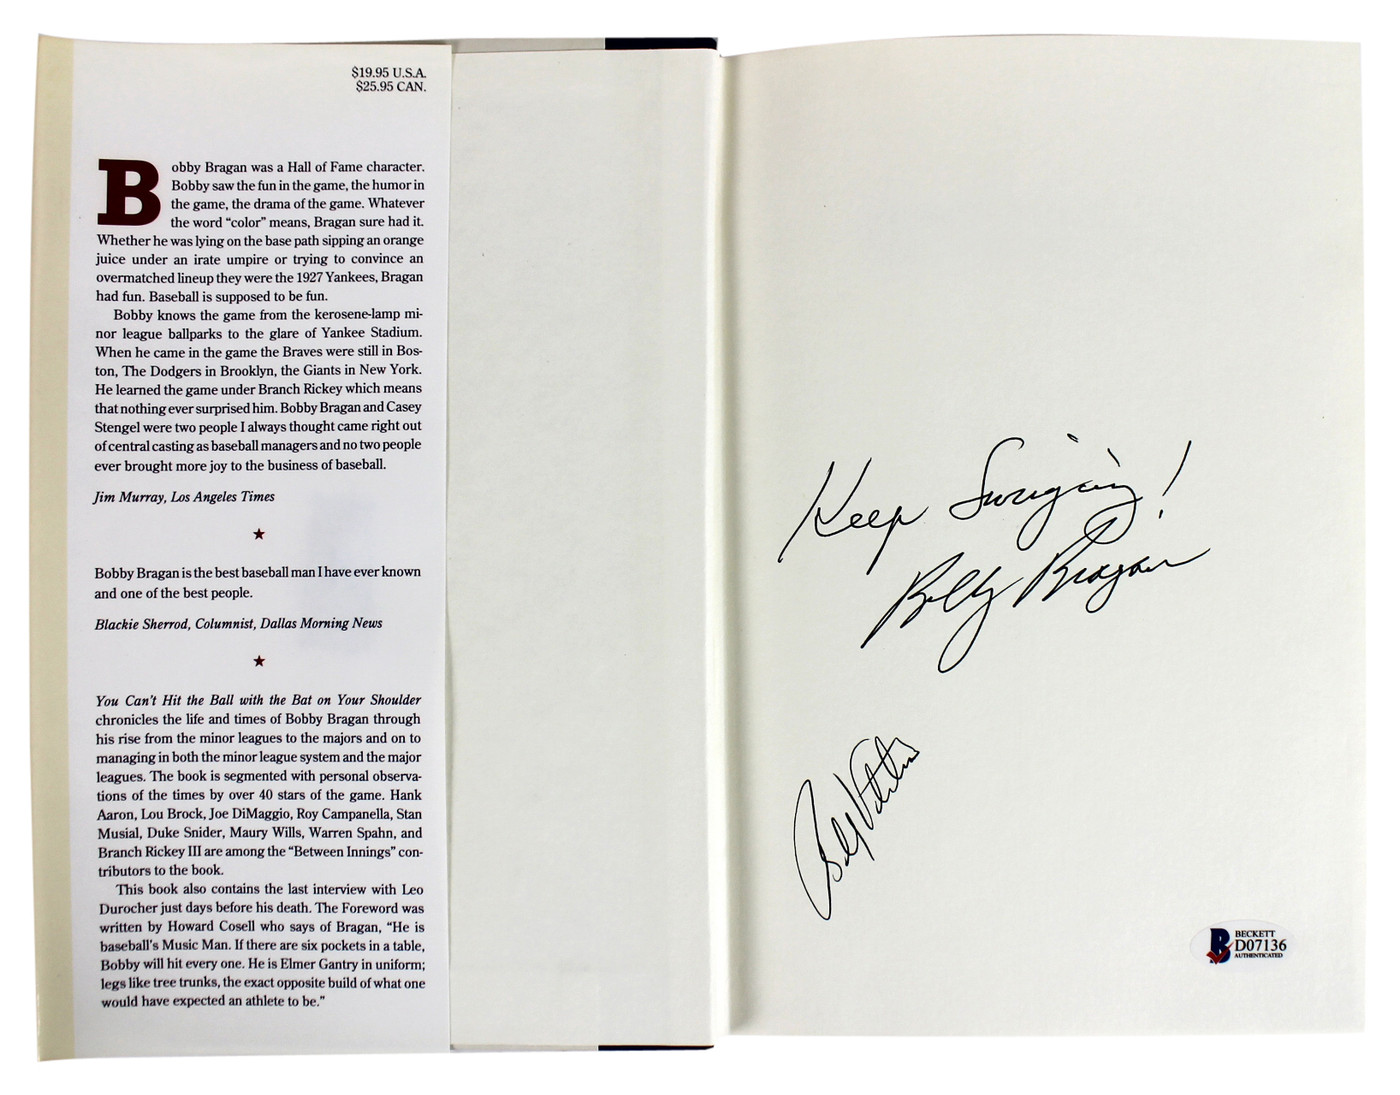 $19.95 U.S.A.
$25.95 CAN.
Bobby Bragan was a Hall of Fame character.
Bobby saw the fun in the game, the humor in
the game, the drama of the game. Whatever
the word “color” means, Bragan sure had it.
Whether he was lying on the base path sipping an orange
juice under an irate umpire or trying to convince an
overmatched lineup they were the 1927 Yankees, Bragan
had fun. Baseball is supposed to be fun.
Bobby knows the game from the kerosene-lamp mi-
nor league ballparks to the glare of Yankee Stadium.
When he came in the game the Braves were still in Bos-
ton, The Dodgers in Brooklyn, the Giants in New York.
He learned the game under Branch Rickey which means
that nothing ever surprised him. Bobby Bragan and Casey
Stengel were two people I always thought came right out
of central casting as baseball managers and no two people
ever brought more joy to the business of baseball.
Jim Murray, Los Angeles Times
Bobby Bragan is the best baseball man I have ever known
and one of the best people.
Blackie Sherrod, Columnist, Dallas Morning News
You Can't Hit the Ball with the Bat on Your Shoulder
chronicles the life and times of Bobby Bragan through
his rise from the minor leagues to the majors and on to
managing in both the minor league system and the major
leagues. The book is segmented with personal observa-
tions of the times by over 40 stars of the game. Hank
Aaron, Lou Brock, Joe DiMaggio, Roy Campanella, Stan
Musial, Duke Snider, Maury Wills, Warren Spahn, and
Branch Rickey III are among the “Between Innings” con-
tributors to the book.
This book also contains the last interview with Leo
Durocher just days before his death. The Foreword was
written by Howard Cosell who says of Bragan, “He is
baseball's Music Man. If there are six pockets in a table,
Bobby will hit every one. He is Elmer Gantry in uniform;
legs like tree trunks, the exact opposite build of what one
would have expected an athlete to be.”
Keep Swinging!
Bobby Bragan
BECKETT
D07136
AUTHENTICATED